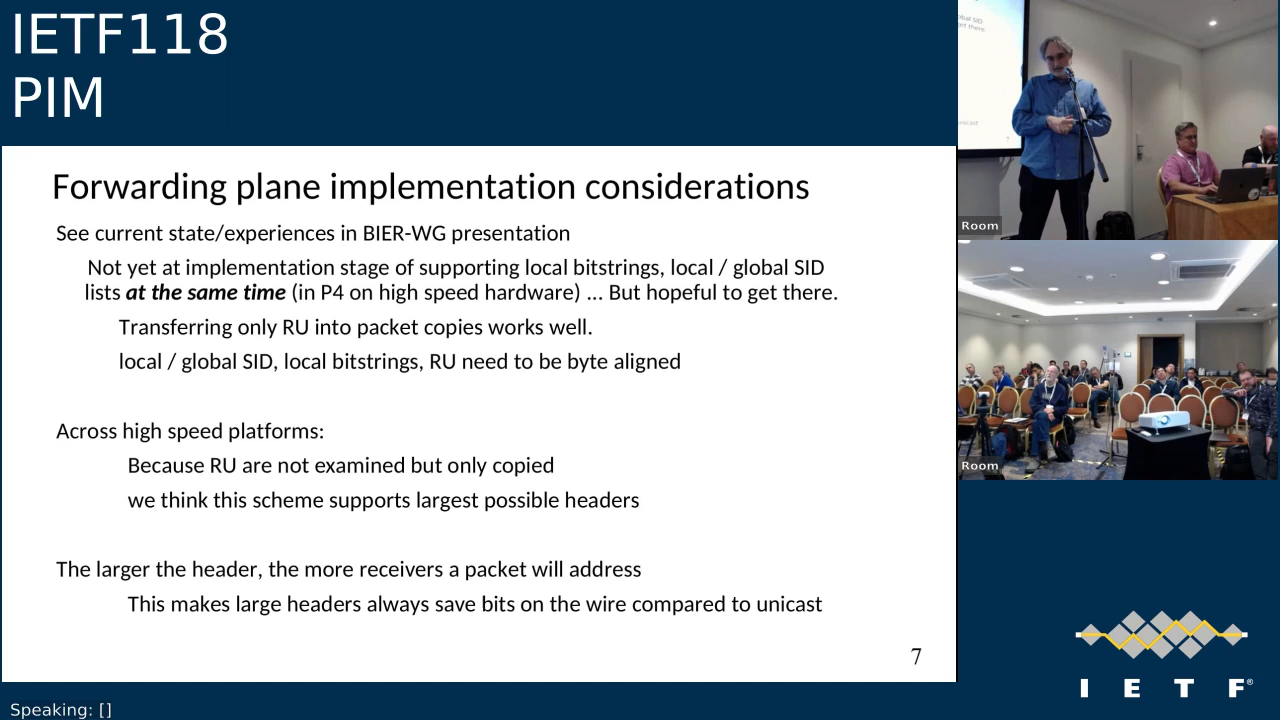 IETF118
PIM
Forwarding plane implementation considerations
See current state/experiences in BIER-WG presentation
Not yet at implementation stage of supporting local bitstrings, local / global SID
lists at the same time (in P4 on high speed hardware) ... But hopeful to get there.
Transferring only RU into packet copies works well.
local / global SID, local bitstrings, RU need to be byte aligned
Across high speed platforms:
Because RU are not examined but only copied
we think this scheme supports largest possible headers
The larger the header, the more receivers a packet will address
This makes large headers always save bits on the wire compared to unicast
7
Speaking: []
Room
Room
I E T F®